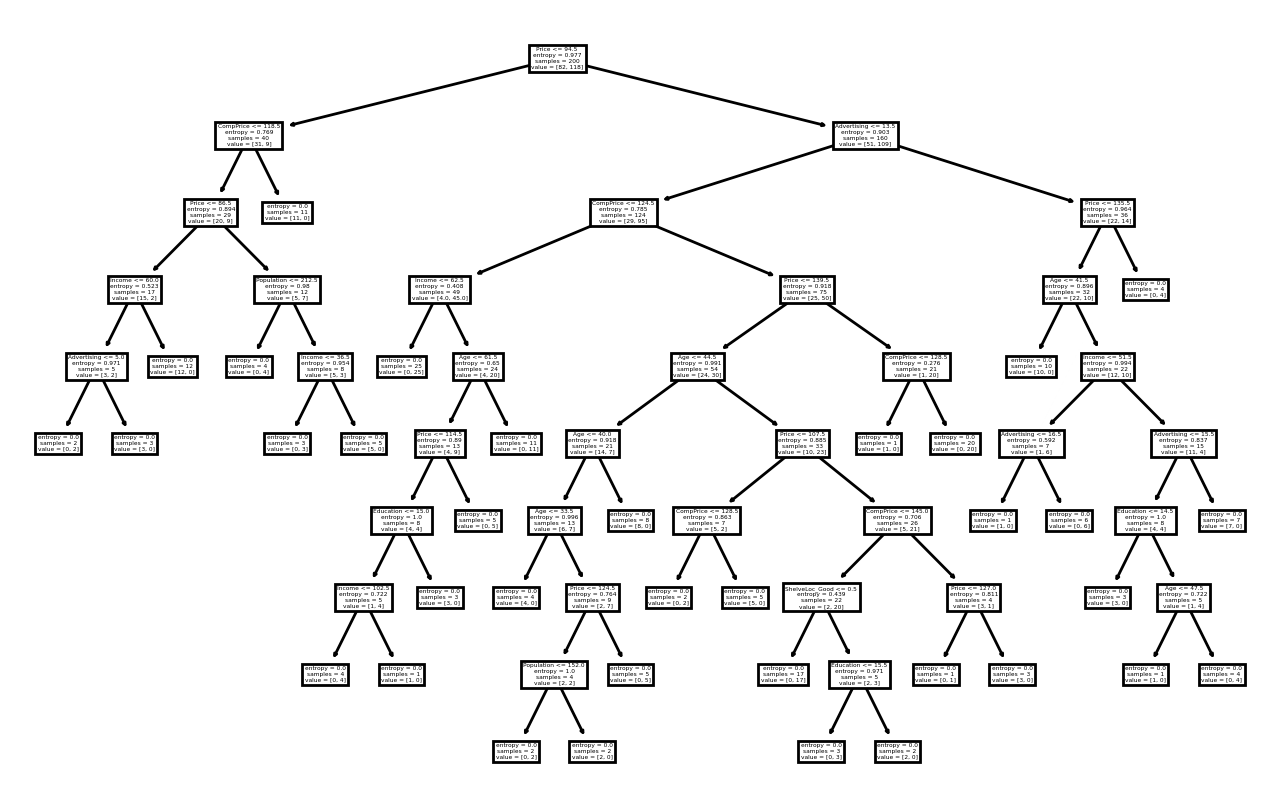 Price <= 94.5
entropy = 0.977
samples = 200
value = [82, 118]
CompPrice <= 118.5
entropy = 0.769
samples = 40
value = [31, 9]
Advertising <= 13.5
entropy = 0.903
samples = 160
value = [51, 109]
Price <= 86.5
entropy = 0.894
samples = 29
value = [20, 9]
entropy = 0.0
samples = 11
value = [11, 0]
CompPrice <= 124.5
entropy = 0.785
samples = 124
value = [29, 95]
Price <= 135.5
entropy = 0.964
samples = 36
value = [22, 14]
Income <= 60.0
entropy = 0.523
samples = 17
value = [15, 2]
Population <= 212.5
entropy = 0.98
samples = 12
value = [5, 7]
Income <= 62.5
entropy = 0.408
samples = 49
value = [4.0, 45.0]
Price <= 139.5
entropy = 0.918
samples = 75
value = [25, 50]
Age <= 41.5
entropy = 0.896
samples = 32
value = [22, 10]
entropy = 0.0
samples = 4
value = [0, 4]
Advertising <= 5.0
entropy = 0.971
samples = 5
value = [3, 2]
entropy = 0.0
samples = 12
value = [12, 0]
entropy = 0.0
samples = 4
value = [0, 4]
Income <= 36.5
entropy = 0.954
samples = 8
value = [5, 3]
entropy = 0.0
samples = 25
value = [0, 25]
Age <= 61.5
entropy = 0.65
samples = 24
value = [4, 20]
Age <= 44.5
entropy = 0.991
samples = 54
value = [24, 30]
CompPrice <= 128.5
entropy = 0.276
samples = 21
value = [1, 20]
entropy = 0.0
samples = 10
value = [10, 0]
Income <= 51.5
entropy = 0.994
samples = 22
value = [12, 10]
entropy = 0.0
samples = 2
value = [0, 2]
entropy = 0.0
samples = 3
value = [3, 0]
entropy = 0.0
samples = 3
value = [0, 3]
entropy = 0.0
samples = 5
value = [5, 0]
Price <= 114.5
entropy = 0.89
samples = 13
value = [4, 9]
entropy = 0.0
samples = 11
value = [0, 11]
Age <= 40.0
entropy = 0.918
samples = 21
value = [14, 7]
Price <= 107.5
entropy = 0.885
samples = 33
value = [10, 23]
entropy = 0.0
samples = 1
value = [1, 0]
entropy = 0.0
samples = 20
value = [0, 20]
Advertising <= 16.5
entropy = 0.592
samples = 7
value = [1, 6]
Advertising <= 15.5
entropy = 0.837
samples = 15
value = [11, 4]
Education <= 15.0
entropy = 1.0
samples = 8
value = [4, 4]
entropy = 0.0
samples = 5
value = [0, 5]
Age <= 33.5
entropy = 0.996
samples = 13
value = [6, 7]
entropy = 0.0
samples = 8
value = [8, 0]
CompPrice <= 128.5
entropy = 0.863
samples = 7
value = [5, 2]
CompPrice <= 145.0
entropy = 0.706
samples = 26
value = [5, 21]
entropy = 0.0
samples = 1
value = [1, 0]
entropy = 0.0
samples = 6
value = [0, 6]
Education <= 14.5
entropy = 1.0
samples = 8
value = [4, 4]
entropy = 0.0
samples = 7
value = [7, 0]
Income <= 102.5
entropy = 0.722
samples = 5
value = [1, 4]
entropy = 0.0
samples = 3
value = [3, 0]
entropy = 0.0
samples = 4
value = [4, 0]
Price <= 124.5
entropy = 0.764
samples = 9
value = [2, 7]
entropy = 0.0
samples = 2
value = [0, 2]
entropy = 0.0
samples = 5
value = [5, 0]
ShelveLoc_Good <= 0.5
entropy = 0.439
samples = 22
value = [2, 20]
Price <= 127.0
entropy = 0.811
samples = 4
value = [3, 1]
entropy = 0.0
samples = 3
value = [3, 0]
Age <= 47.5
entropy = 0.722
samples = 5
value = [1, 4]
entropy = 0.0
samples = 4
value = [0, 4]
entropy = 0.0
samples = 1
value = [1, 0]
Population <= 152.0
entropy = 1.0
samples = 4
value = [2, 2]
entropy = 0.0
samples = 5
value = [0, 5]
entropy = 0.0
samples = 17
value = [0, 17]
Education <= 15.5
entropy = 0.971
samples = 5
value = [2, 3]
entropy = 0.0
samples = 1
value = [0, 1]
entropy = 0.0
samples = 3
value = [3, 0]
entropy = 0.0
samples = 1
value = [1, 0]
entropy = 0.0
samples = 4
value = [0, 4]
entropy = 0.0
samples = 2
value = [0, 2]
entropy = 0.0
samples = 2
value = [2, 0]
entropy = 0.0
samples = 3
value = [0, 3]
entropy = 0.0
samples = 2
value = [2, 0]